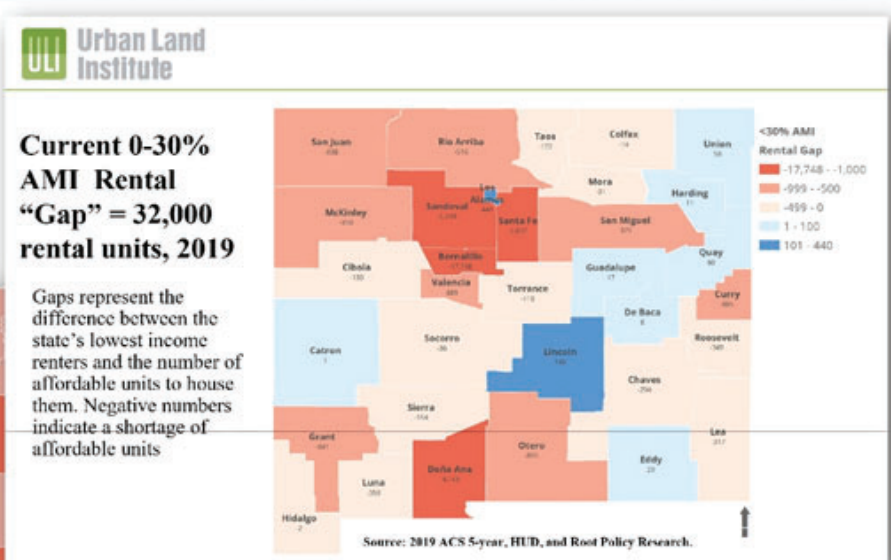 ULI Urban Land
Institute
Current 0-30%
AMI Rental
“Gap” = 32,000
rental units, 2019
Gaps represent the
difference between the
state’s lowest income
renters and the number of
affordable units to house
them. Negative numbers
indicate a shortage of
affordable units
<30% AMI
Rental Gap
-17,748 - -1,000
-999 - -500
-499 - 0
1 - 100
101 - 440
San Juan
Rio Arriba
Taos
Colfax
Union
Mora
Harding
Los
Alamos
McKinley
Sandoval
Santa Fe
San Miguel
Quay
Bernalillo
Cibola
Valencia
Torrance
Guadalupe
Curry
De Baca
Roosevelt
Catron
Socorro
Lincoln
Chaves
Sierra
Lea
Grant
Otero
Eddy
Doña Ana
Luna
Hidalgo
Source: 2019 ACS 5-year, HUD, and Root Policy Research.